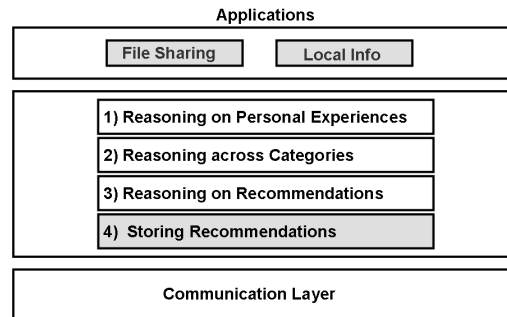 Applications
File Sharing Local Info
1) Reasoning on Personal Experiences
2) Reasoning across Categories
3) Reasoning on Recommendations
4) Storing Recommendations
Communication Layer